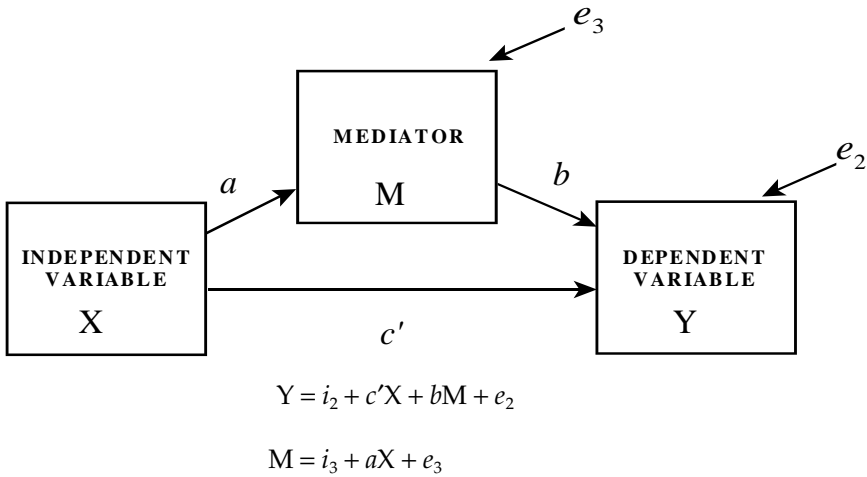 e₃
MEDIATOR
M
a
b
e₂
INDEPENDENT
VARIABLE
X
DEPENDENT
VARIABLE
Y
c′
Y = i₂ + c′X + bM + e₂
M = i₃ + aX + e₃